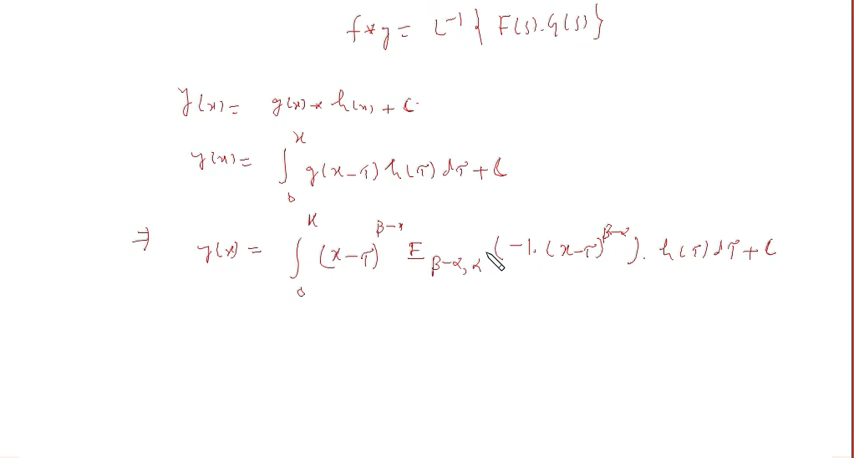 f*g = L⁻¹{ F(s).G(s) }
y(x) = g(x) * h(x) + C.
y(x) = ∫₀ˣ g(x-τ) h(τ) dτ + C
⇒ y(x) = ∫₀ˣ (x-τ)^{β-1} E_{β-α, α} (-1. (x-τ)^{β-α}). h(τ) dτ + C